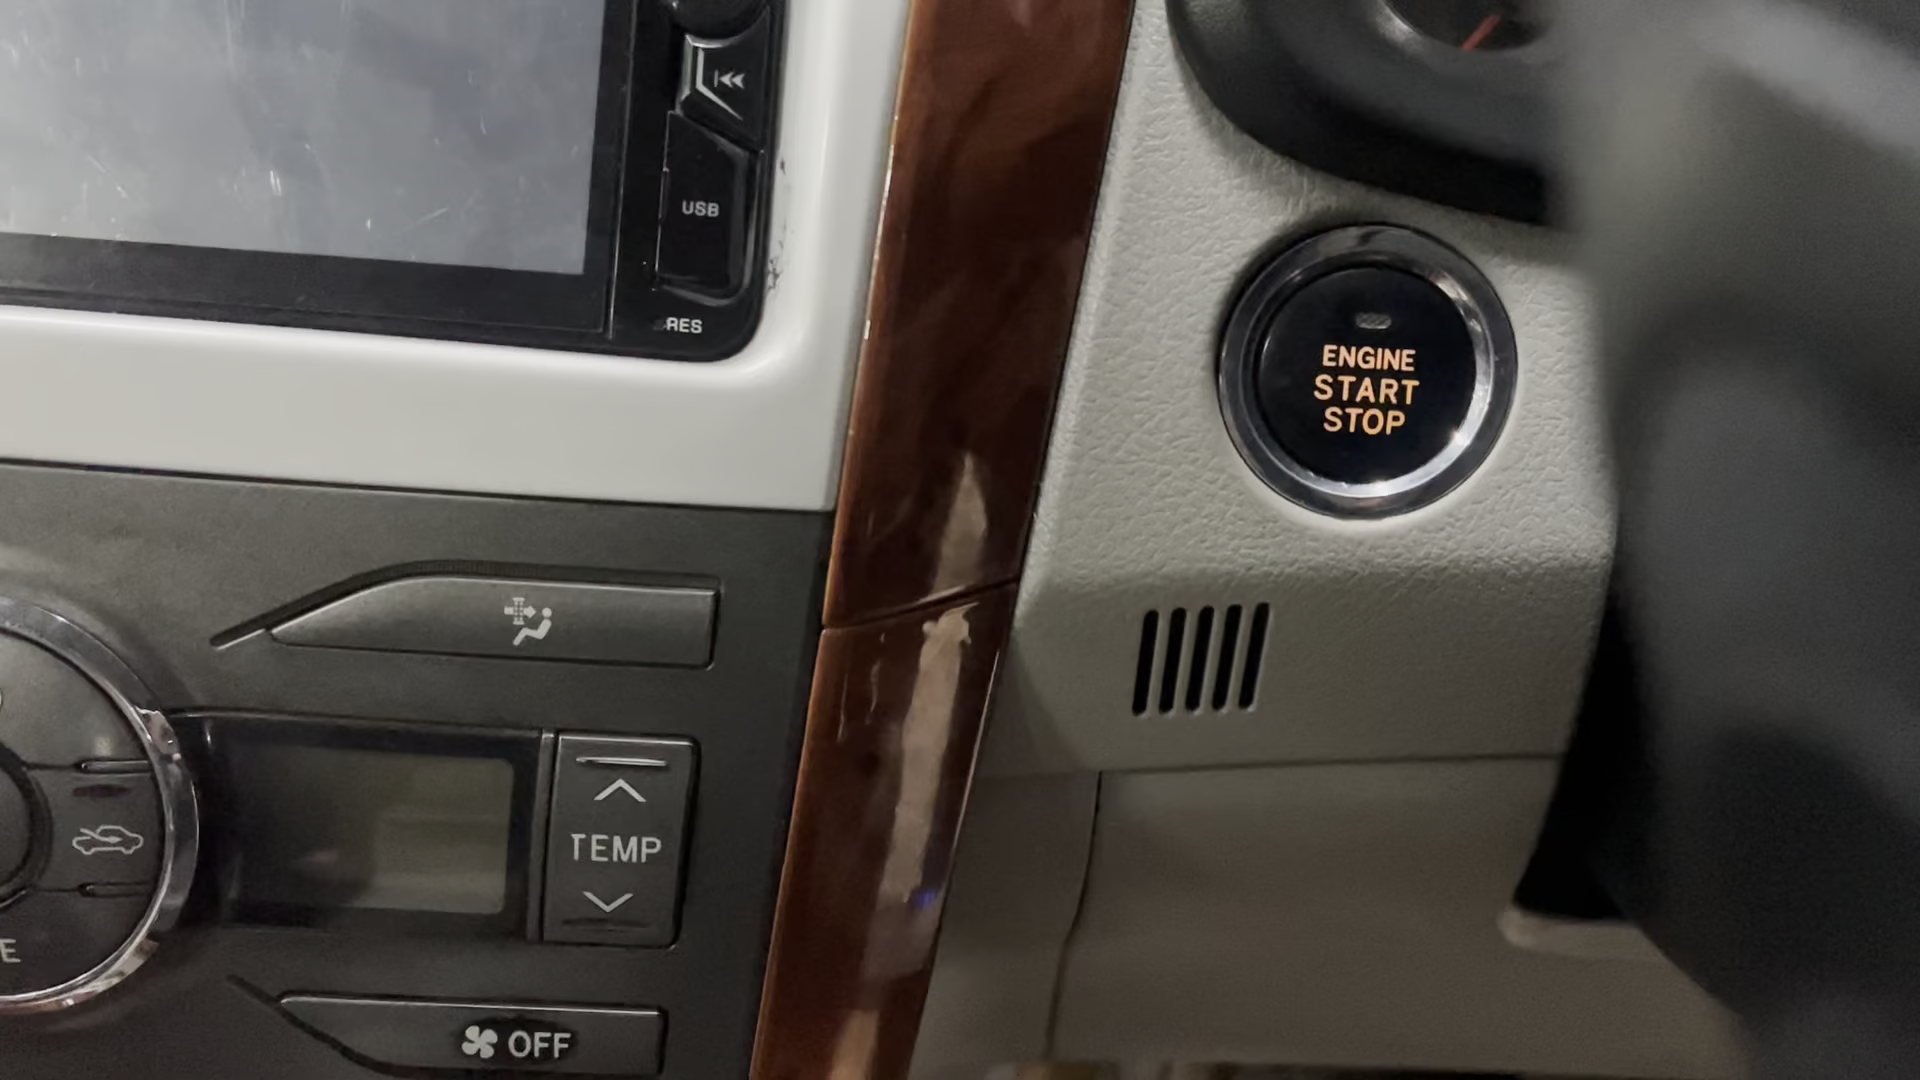 USB
RES
ENGINE
START
STOP
TEMP
OFF